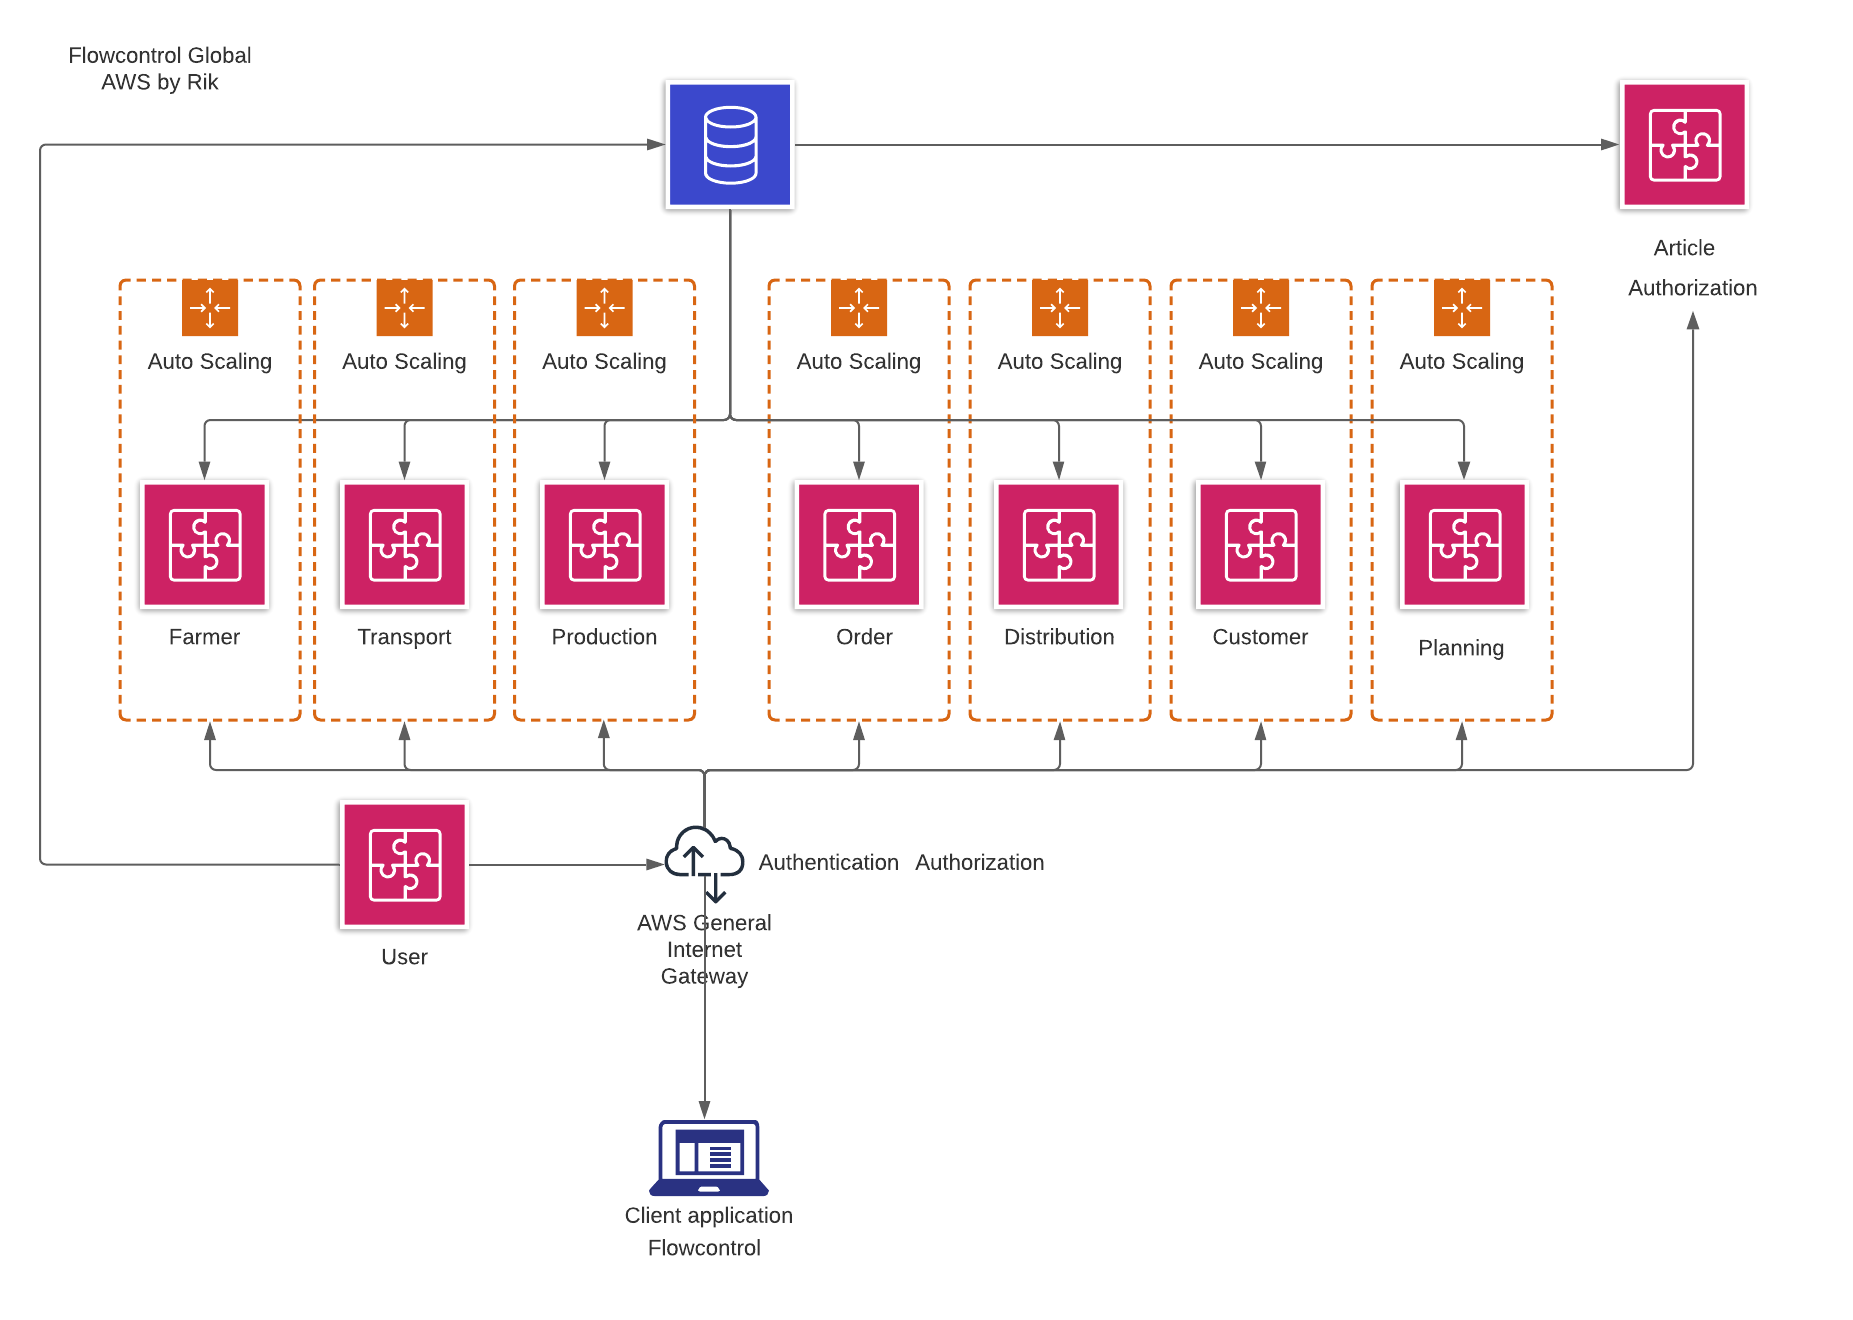 Flowcontrol Global
AWS by Rik
Article
Authorization
Auto Scaling
Auto Scaling
Auto Scaling
Auto Scaling
Auto Scaling
Auto Scaling
Auto Scaling
Farmer
Transport
Production
Order
Distribution
Customer
Planning
Authentication Authorization
AWS General
Internet
Gateway
User
Client application
Flowcontrol